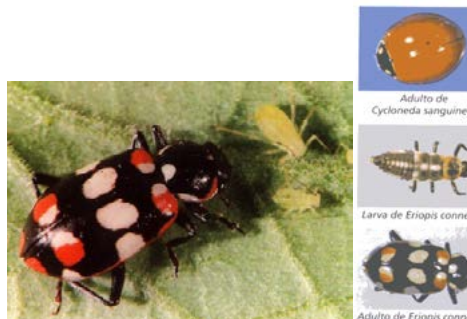 Adulto de
Cycloneda sanguine
Larva de Eriopis conne
Adulto de Eriopis conne